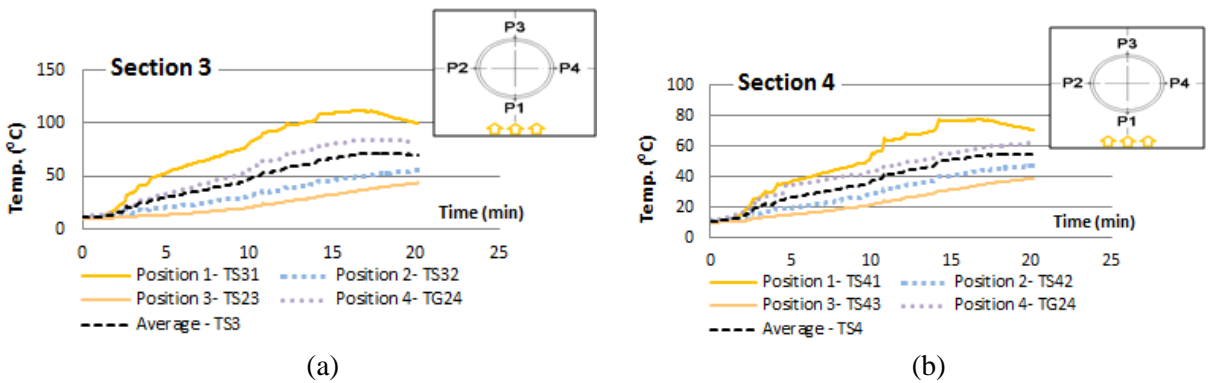 Section 3
Temp. (⁰C)
150
100
50
0
0 5 10 15 20 25
Time (min)
P3
P2 P4
P1
Position 1- TS31 Position 2- TS32
Position 3- TS23 Position 4- TG24
Average - TS3
(a)
Section 4
Temp. (⁰C)
100
80
60
40
20
0
0 5 10 15 20 25
Time (min)
P3
P2 P4
P1
Position 1- TS41 Position 2- TS42
Position 3- TS43 Position 4- TG24
Average - TS4
(b)